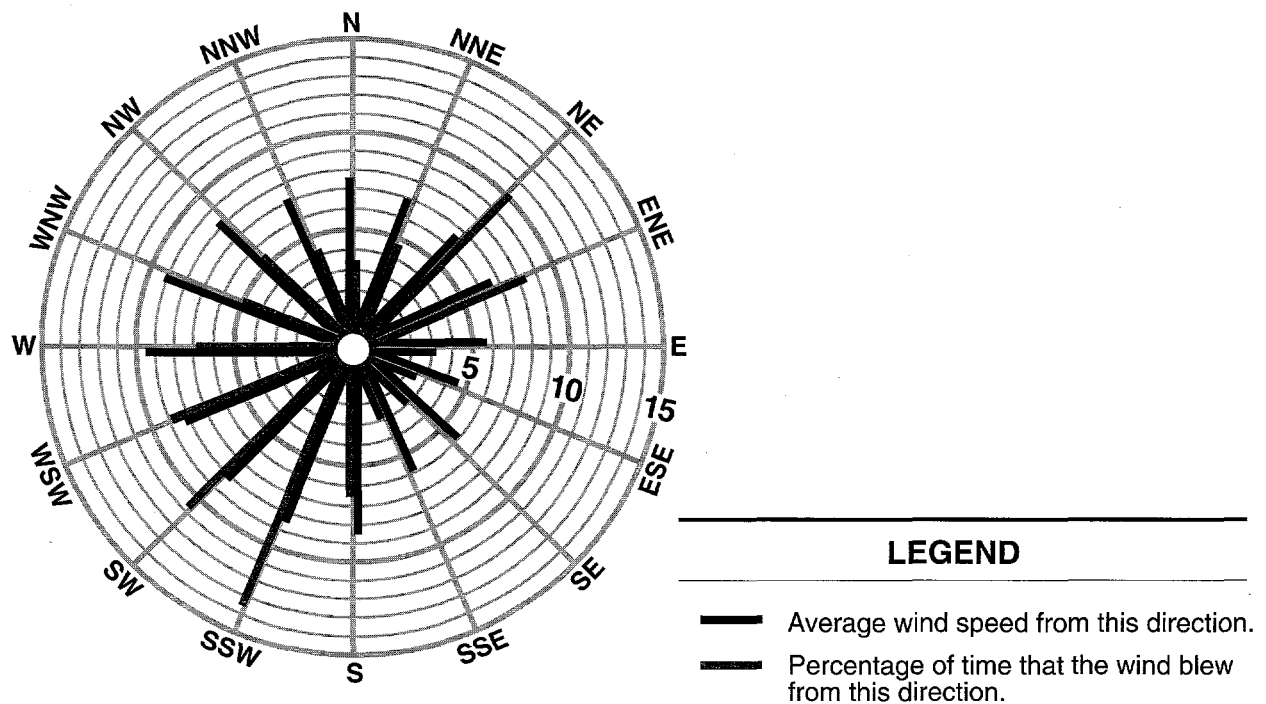 N
NNW
NNE
NW
NE
WNW
ENE
W
E
5
10
15
WSW
ESE
SW
SE
SSW
SSE
S
LEGEND
Average wind speed from this direction.
Percentage of time that the wind blew
from this direction.